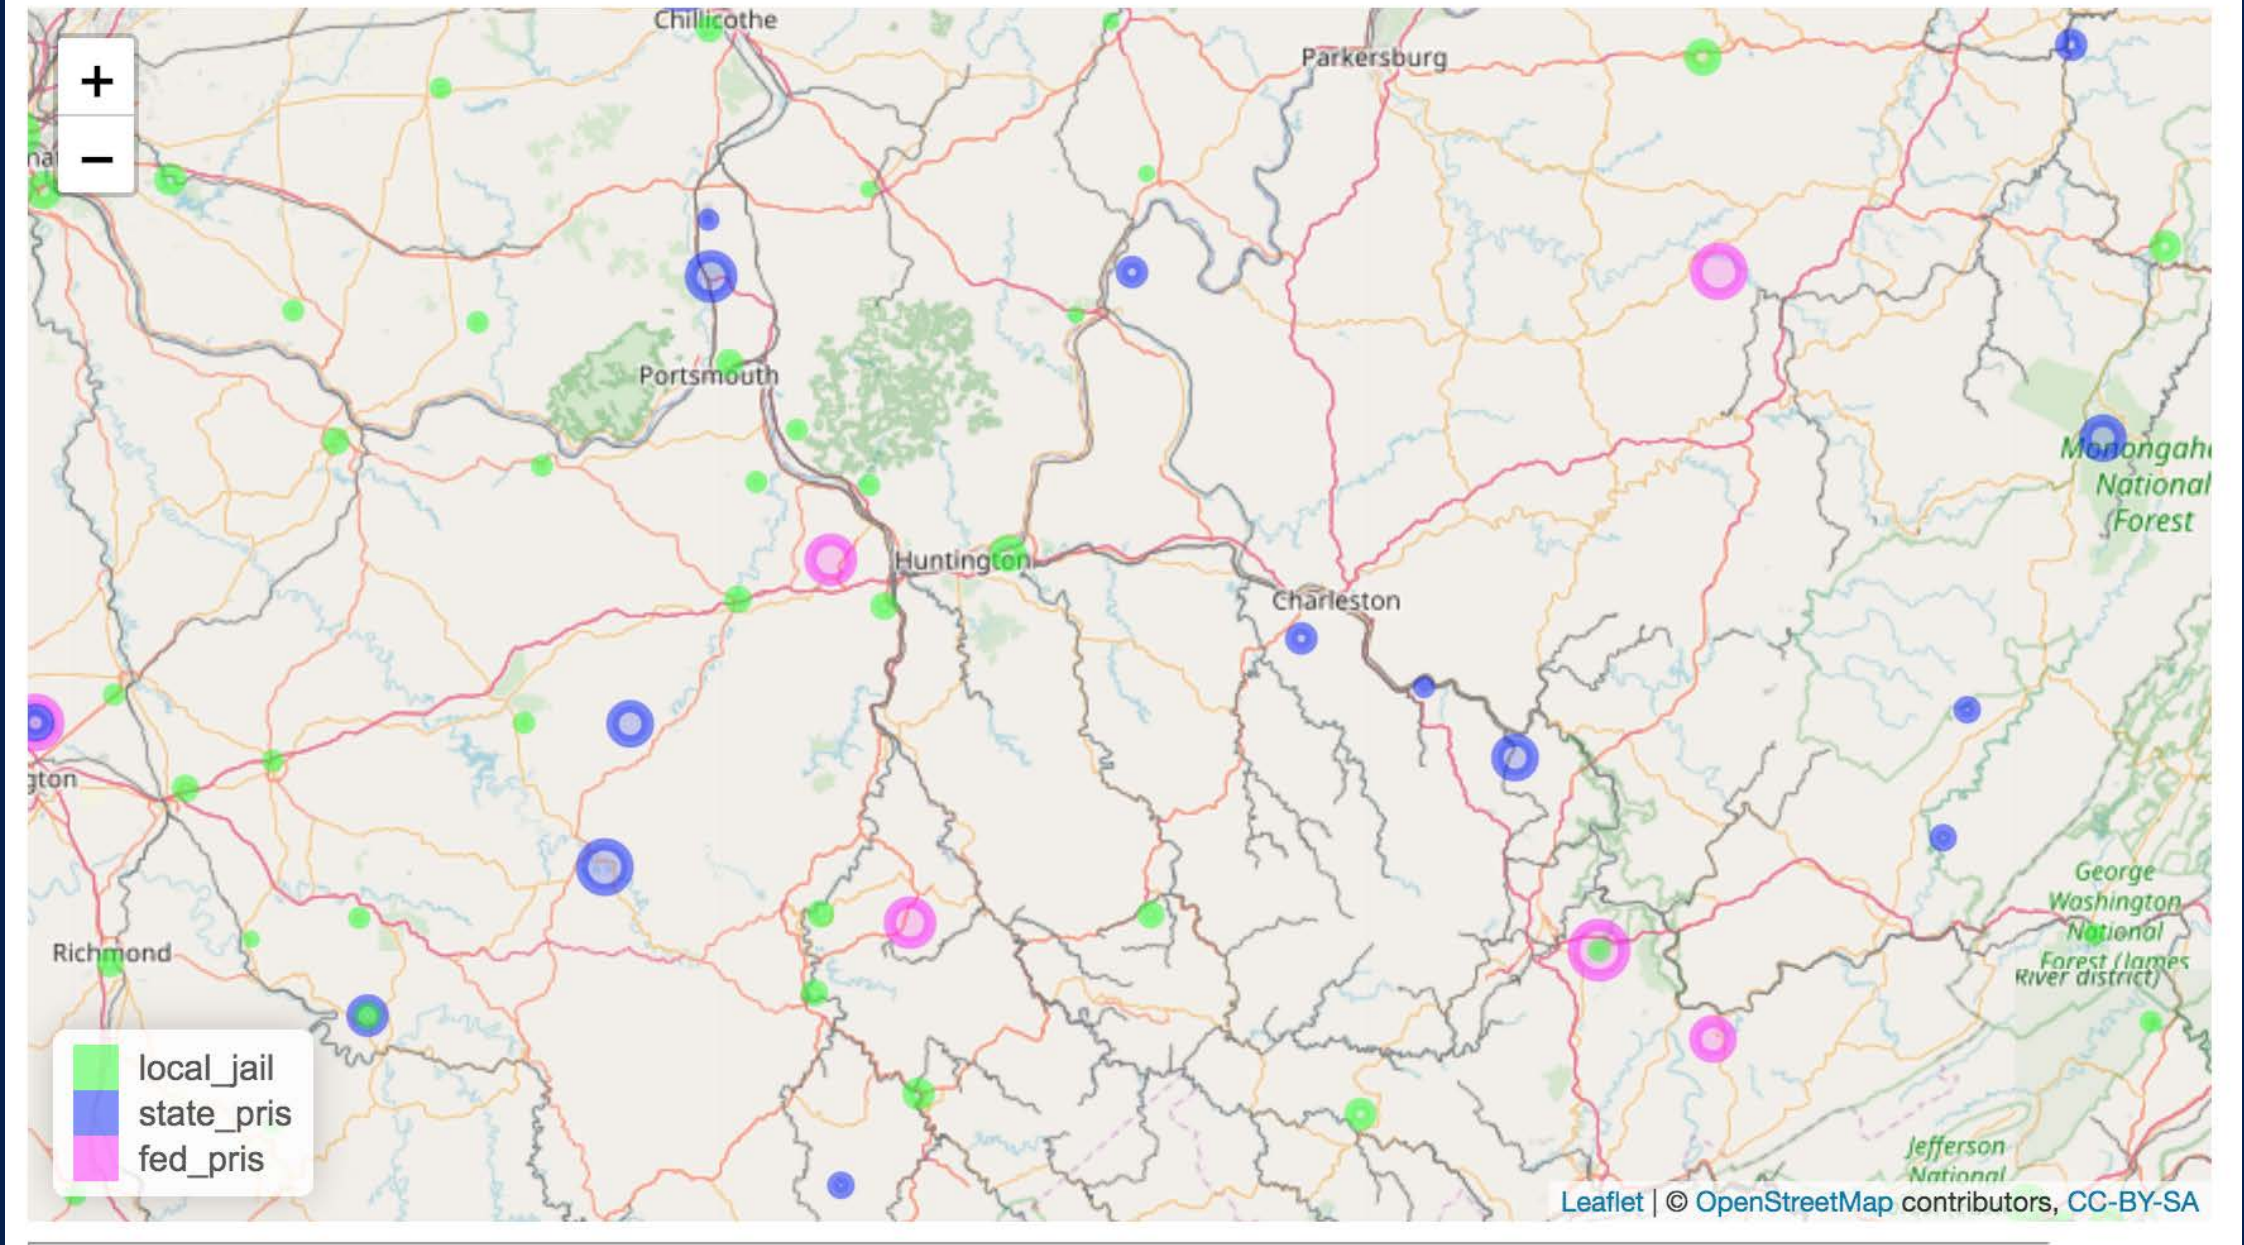 Chillicothe
Parkersburg
+
−
nat
Portsmouth
Monongahe
National
Forest
Huntington
Charleston
gton
George
Washington
National
Forest (James
River district)
Richmond
local_jail
state_pris
fed_pris
Jefferson
National
Leaflet | © OpenStreetMap contributors, CC-BY-SA